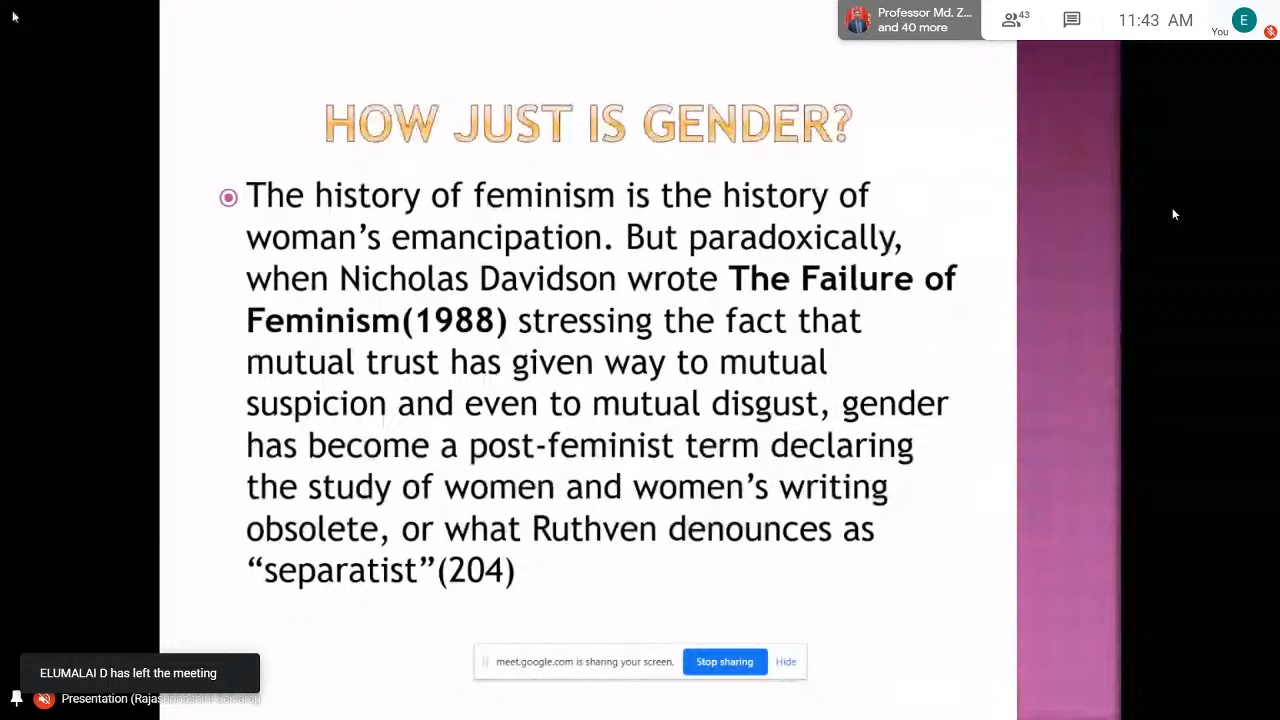 Professor Md. Z...
and 40 more
43
11:43 AM
You
E
HOW JUST IS GENDER?
The history of feminism is the history of
woman’s emancipation. But paradoxically,
when Nicholas Davidson wrote The Failure of
Feminism(1988) stressing the fact that
mutual trust has given way to mutual
suspicion and even to mutual disgust, gender
has become a post-feminist term declaring
the study of women and women’s writing
obsolete, or what Ruthven denounces as
“separatist”(204)
meet.google.com is sharing your screen.
Stop sharing
Hide
ELUMALAI D has left the meeting
Presentation (Rajasubhashini Selvaraj)